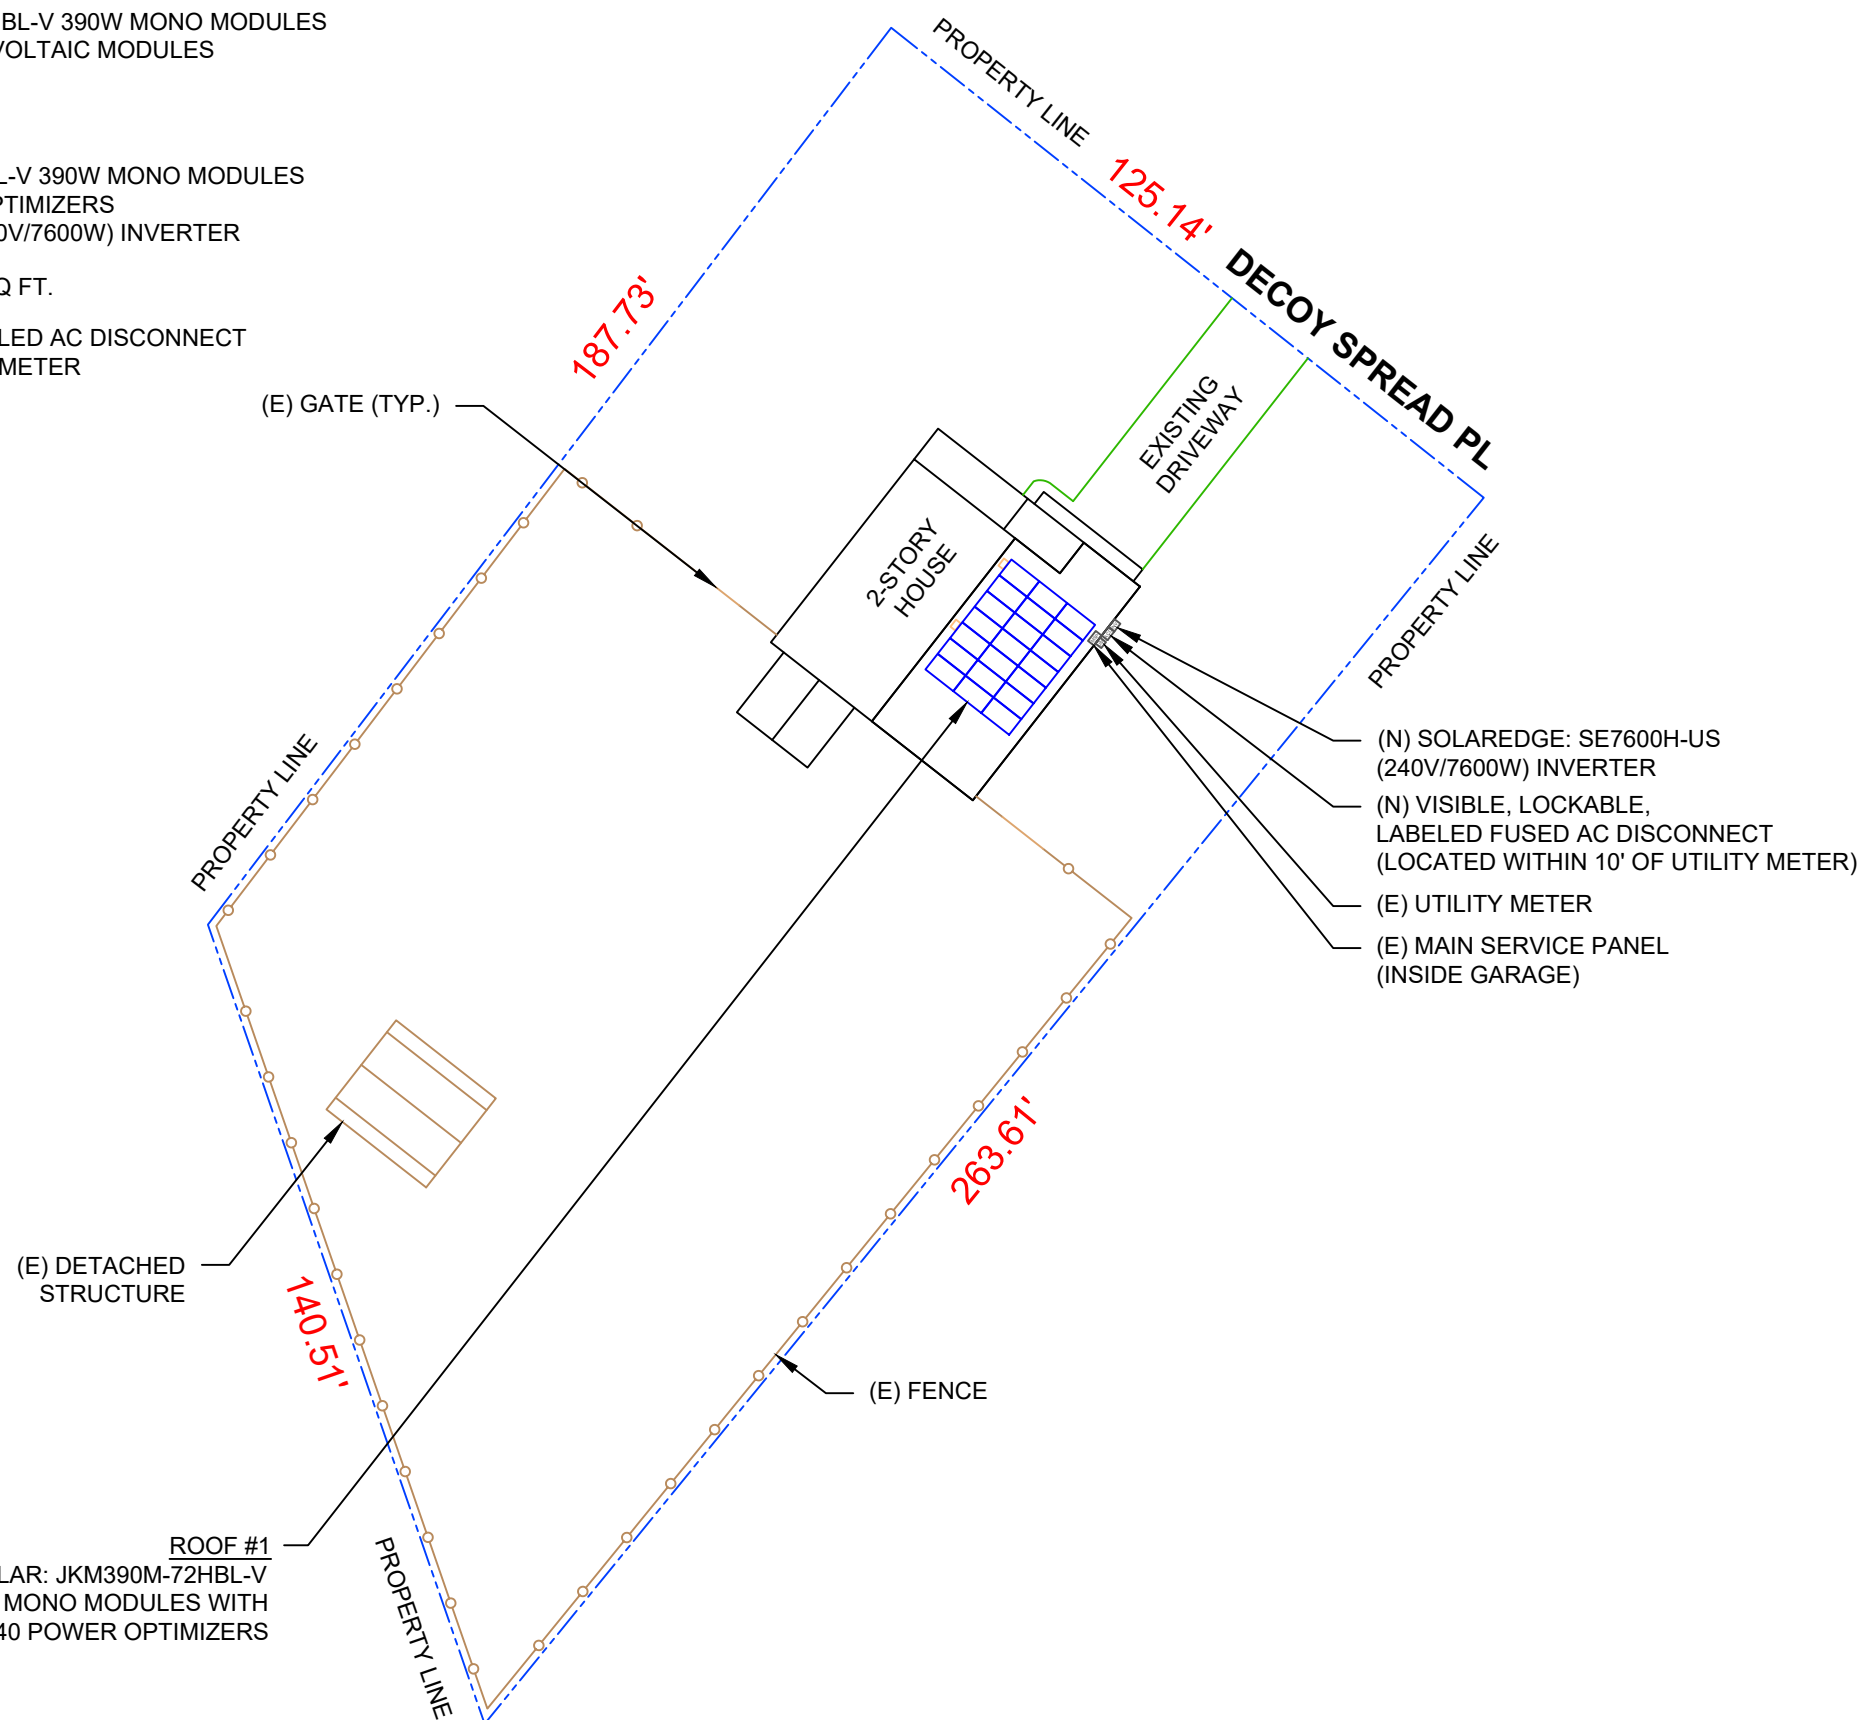 BL-V 390W MONO MODULES
VOLTAIC MODULES
L-V 390W MONO MODULES
PTIMIZERS
0V/7600W) INVERTER
Q FT.
LED AC DISCONNECT
METER
PROPERTY LINE
125.14'
DECOY SPREAD PL
187.73'
(E) GATE (TYP.)
EXISTING
DRIVEWAY
2-STORY
HOUSE
PROPERTY LINE
(N) SOLAREDGE: SE7600H-US
(240V/7600W) INVERTER
(N) VISIBLE, LOCKABLE,
LABELED FUSED AC DISCONNECT
(LOCATED WITHIN 10' OF UTILITY METER)
(E) UTILITY METER
(E) MAIN SERVICE PANEL
(INSIDE GARAGE)
PROPERTY LINE
263.61'
(E) DETACHED
STRUCTURE
140.51'
(E) FENCE
ROOF #1
LAR: JKM390M-72HBL-V
MONO MODULES WITH
40 POWER OPTIMIZERS
PROPERTY LINE